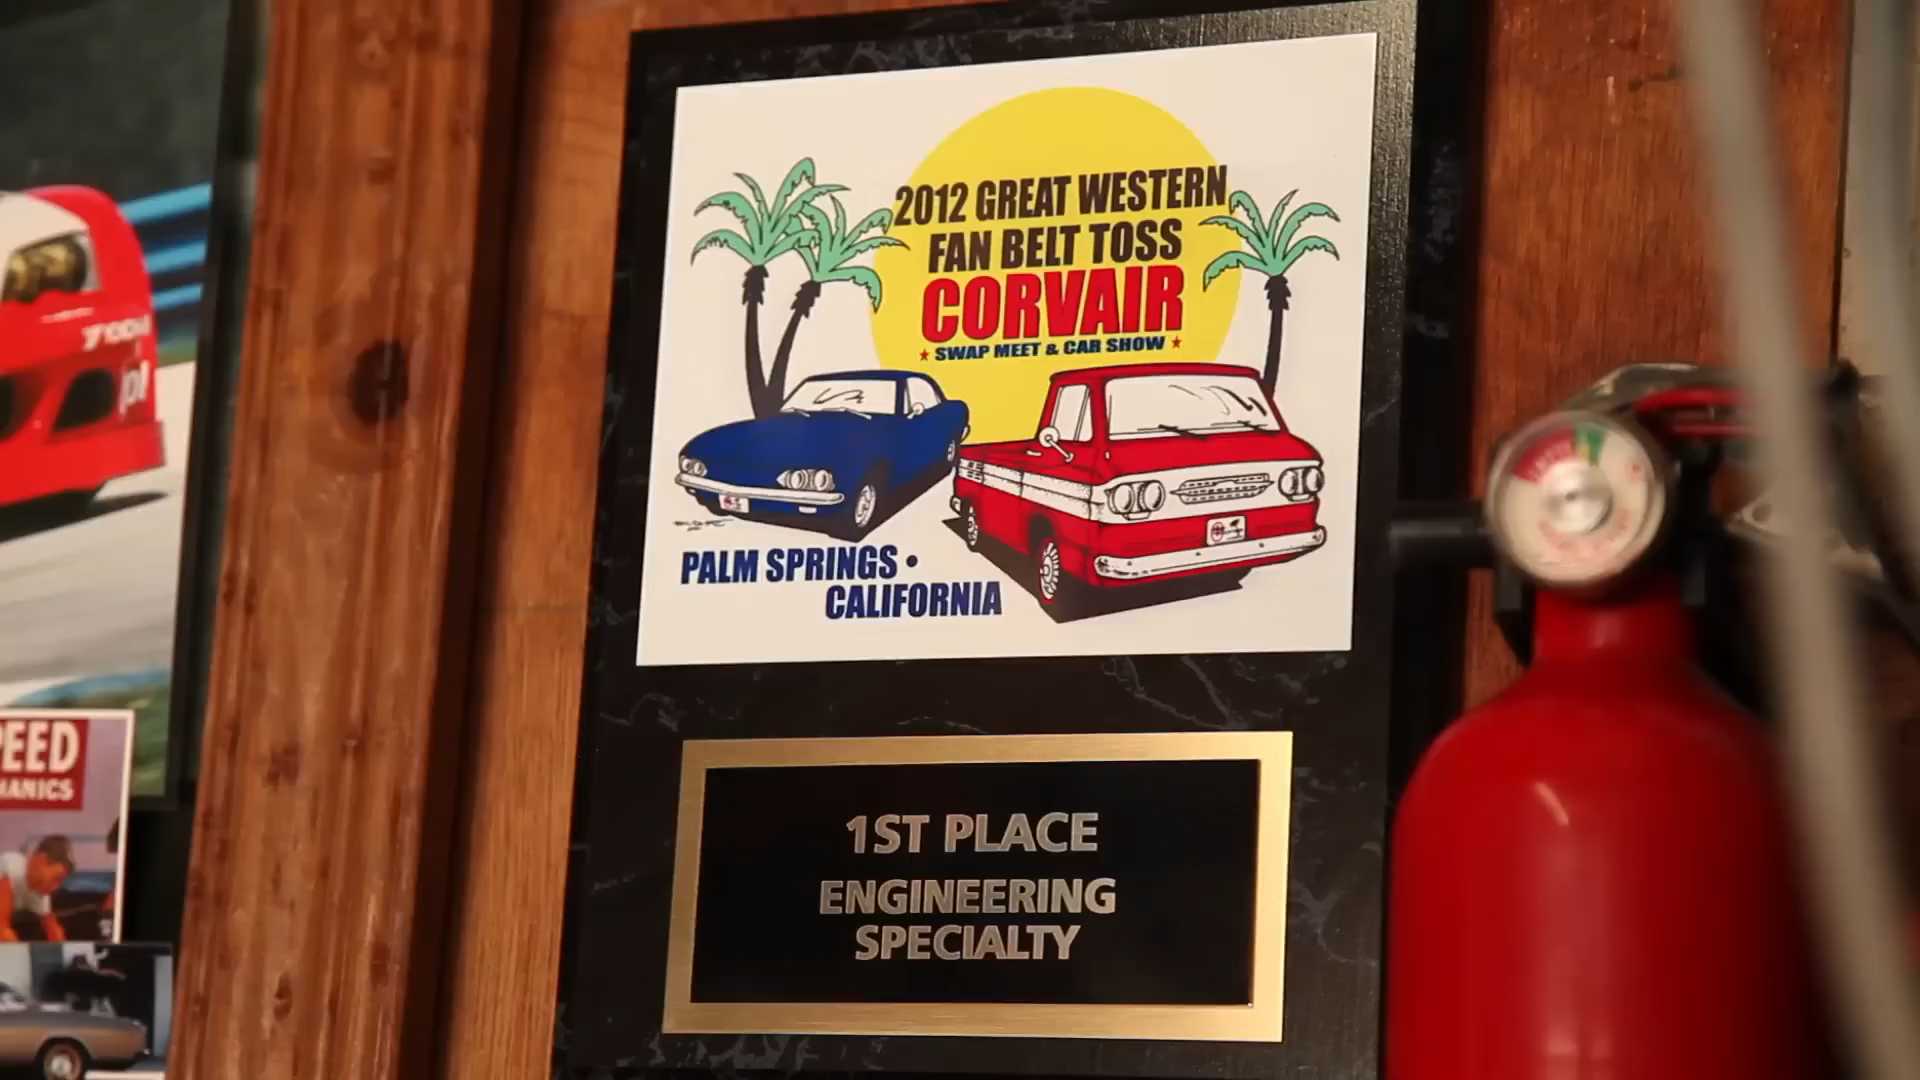 2012 GREAT WESTERN
FAN BELT TOSS
CORVAIR
SWAP MEET & CAR SHOW
PALM SPRINGS •
CALIFORNIA
1ST PLACE
ENGINEERING
SPECIALTY